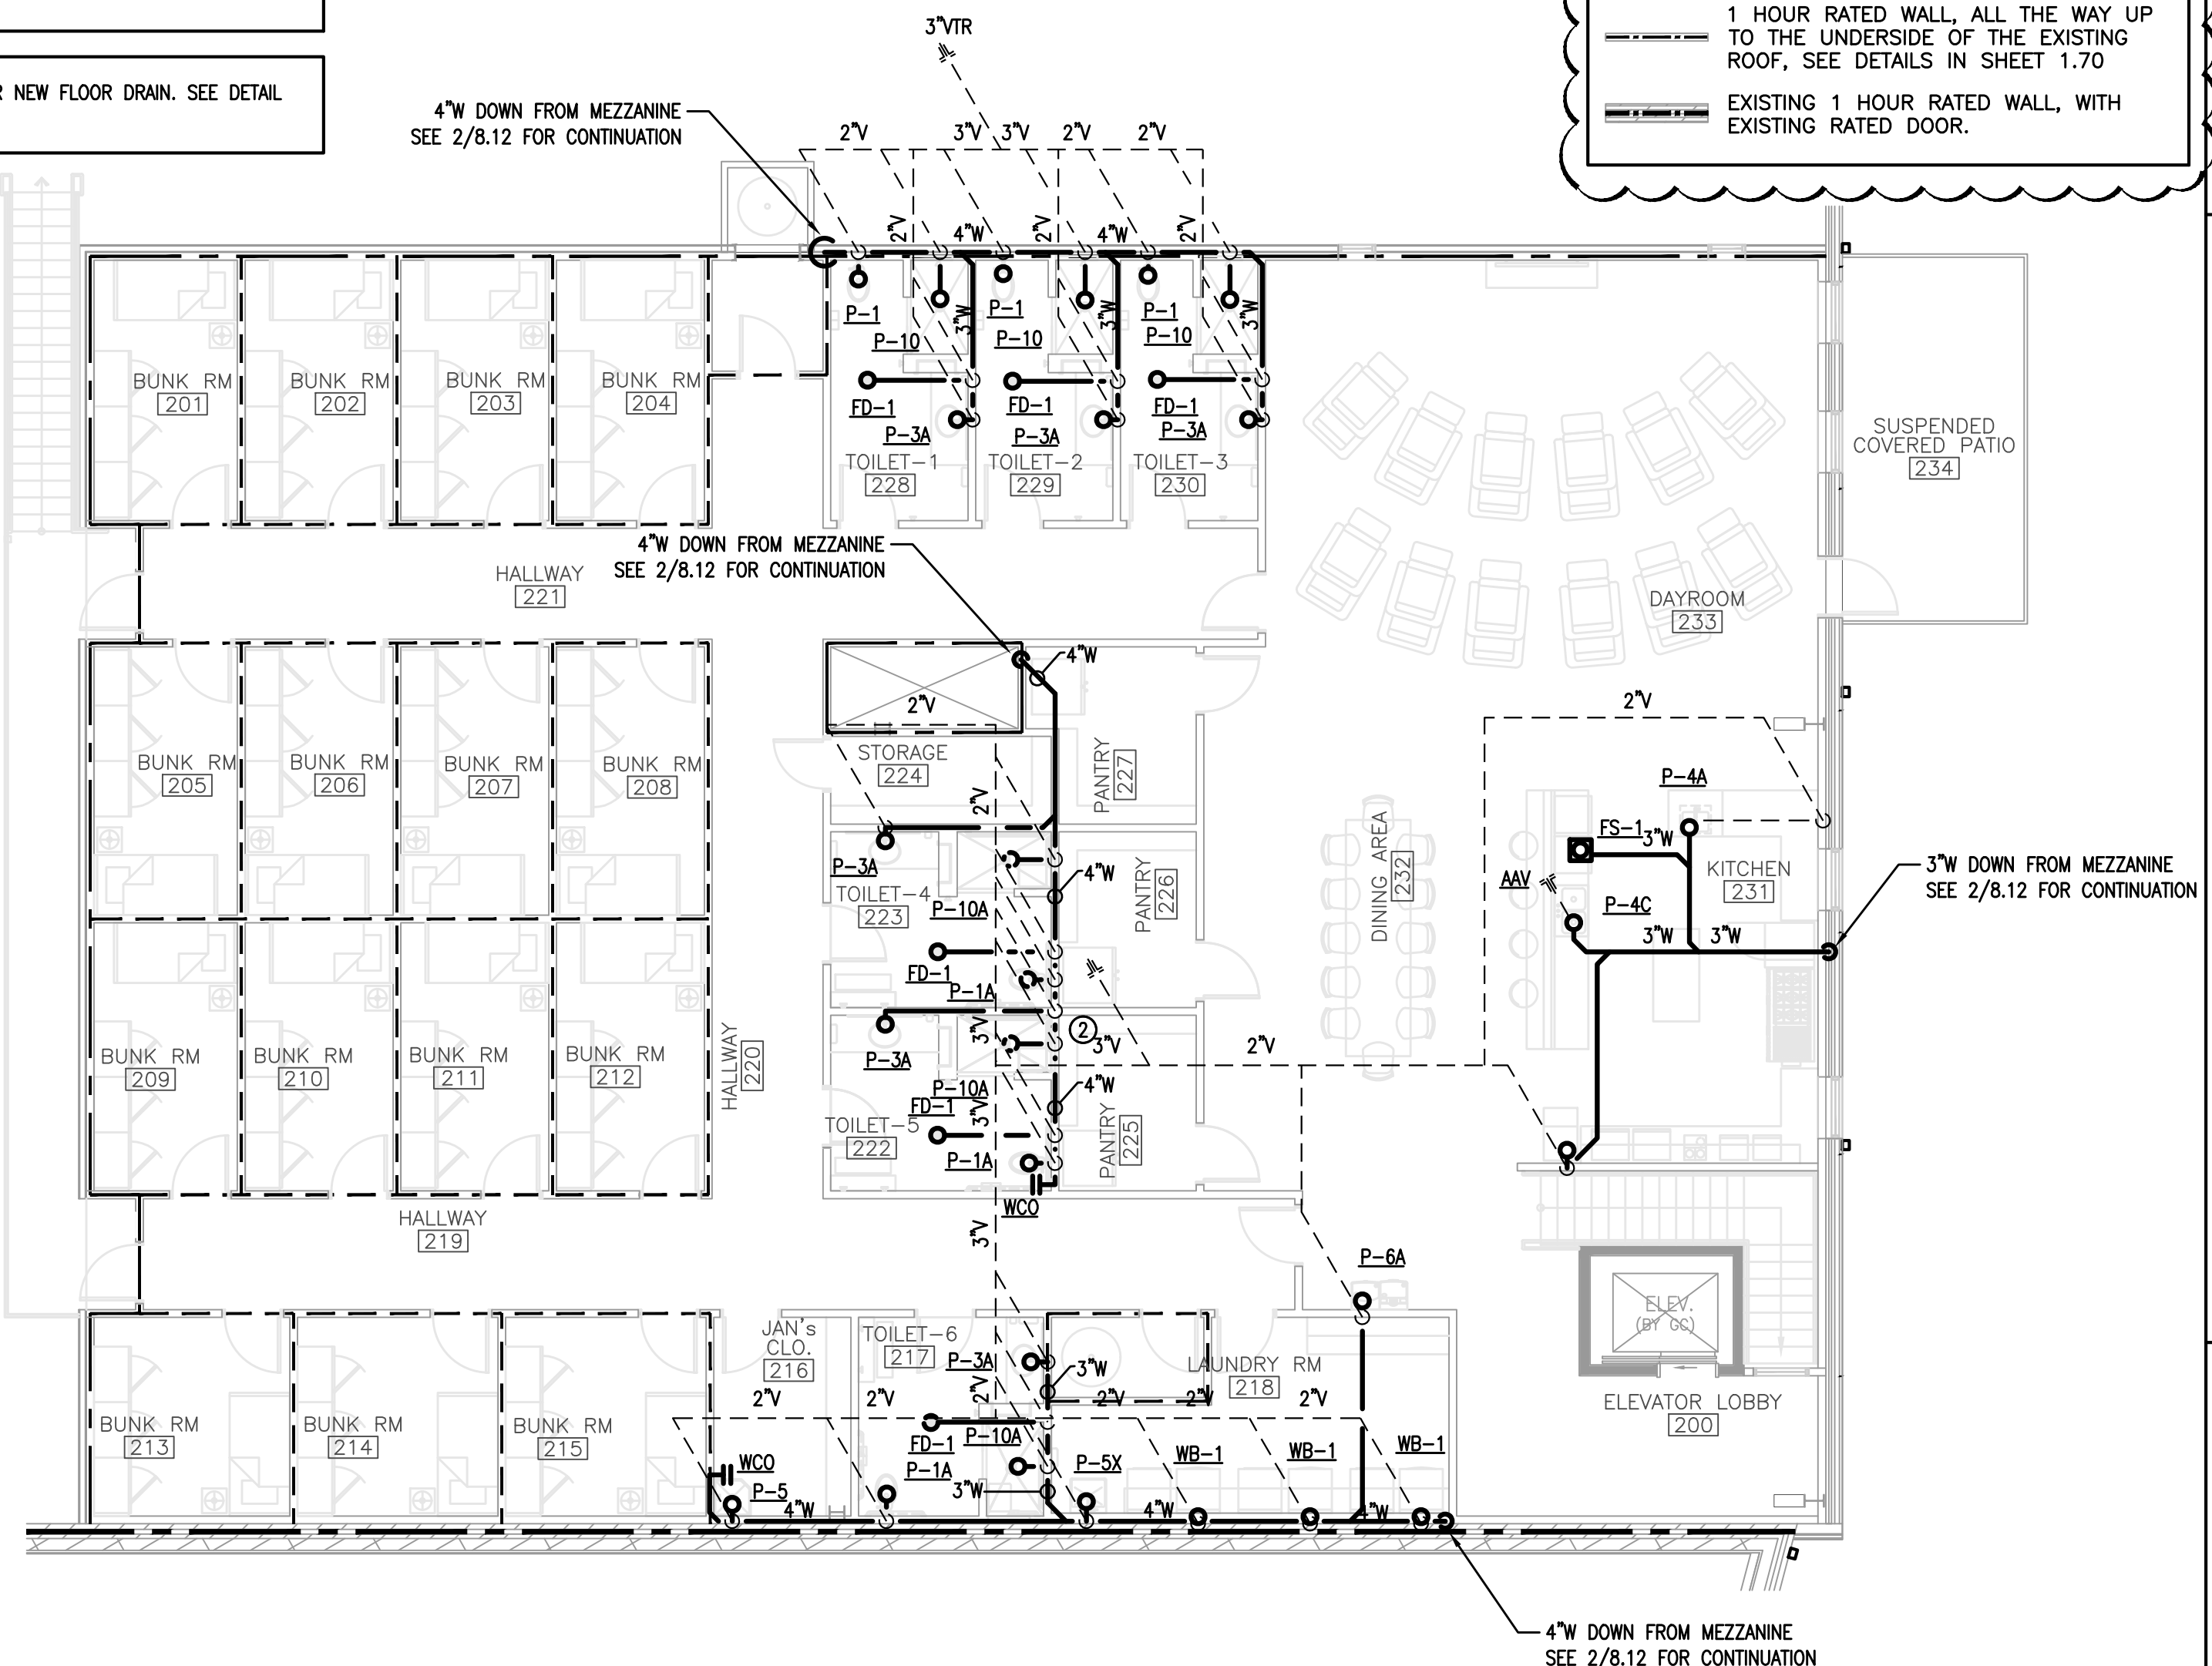 3"VTR
1 HOUR RATED WALL, ALL THE WAY UP
TO THE UNDERSIDE OF THE EXISTING
ROOF, SEE DETAILS IN SHEET 1.70
EXISTING 1 HOUR RATED WALL, WITH
EXISTING RATED DOOR.
NEW FLOOR DRAIN. SEE DETAIL
4"W DOWN FROM MEZZANINE
SEE 2/8.12 FOR CONTINUATION
2"V
3"V
3"V
2"V
2"V
2"V
4"W
2"V
4"W
2"V
P-1
P-1
P-1
3"W
3"W
3"W
P-10
P-10
P-10
BUNK RM
201
BUNK RM
202
BUNK RM
203
BUNK RM
204
FD-1
FD-1
FD-1
P-3A
P-3A
P-3A
TOILET-1
228
TOILET-2
229
TOILET-3
230
SUSPENDED
COVERED PATIO
234
4"W DOWN FROM MEZZANINE
SEE 2/8.12 FOR CONTINUATION
HALLWAY
221
DAYROOM
233
4"W
2"V
2"V
STORAGE
224
PANTRY
227
2"V
BUNK RM
205
BUNK RM
206
BUNK RM
207
BUNK RM
208
P-4A
FS-1
3"W
KITCHEN
231
3"W DOWN FROM MEZZANINE
SEE 2/8.12 FOR CONTINUATION
P-3A
TOILET-4
223
P-10A
4"W
PANTRY
226
DINING AREA
232
AAV
P-4C
3"W
3"W
FD-1
P-1A
2
3"V
3"V
2"V
BUNK RM
209
BUNK RM
210
BUNK RM
211
BUNK RM
212
HALLWAY
220
P-3A
P-10A
4"W
FD-1
3"V
TOILET-5
222
PANTRY
225
P-1A
WCO
HALLWAY
219
3"V
P-6A
ELEV.
(BY GC)
JAN's
CLO.
216
TOILET-6
217
P-3A
3"W
LAUNDRY RM
218
2"V
2"V
2"V
2"V
2"V
2"V
ELEVATOR LOBBY
200
BUNK RM
213
BUNK RM
214
BUNK RM
215
FD-1
P-10A
WB-1
WB-1
WB-1
WCO
P-1A
P-5X
P-5
3"W
4"W
4"W
4"W
4"W DOWN FROM MEZZANINE
SEE 2/8.12 FOR CONTINUATION